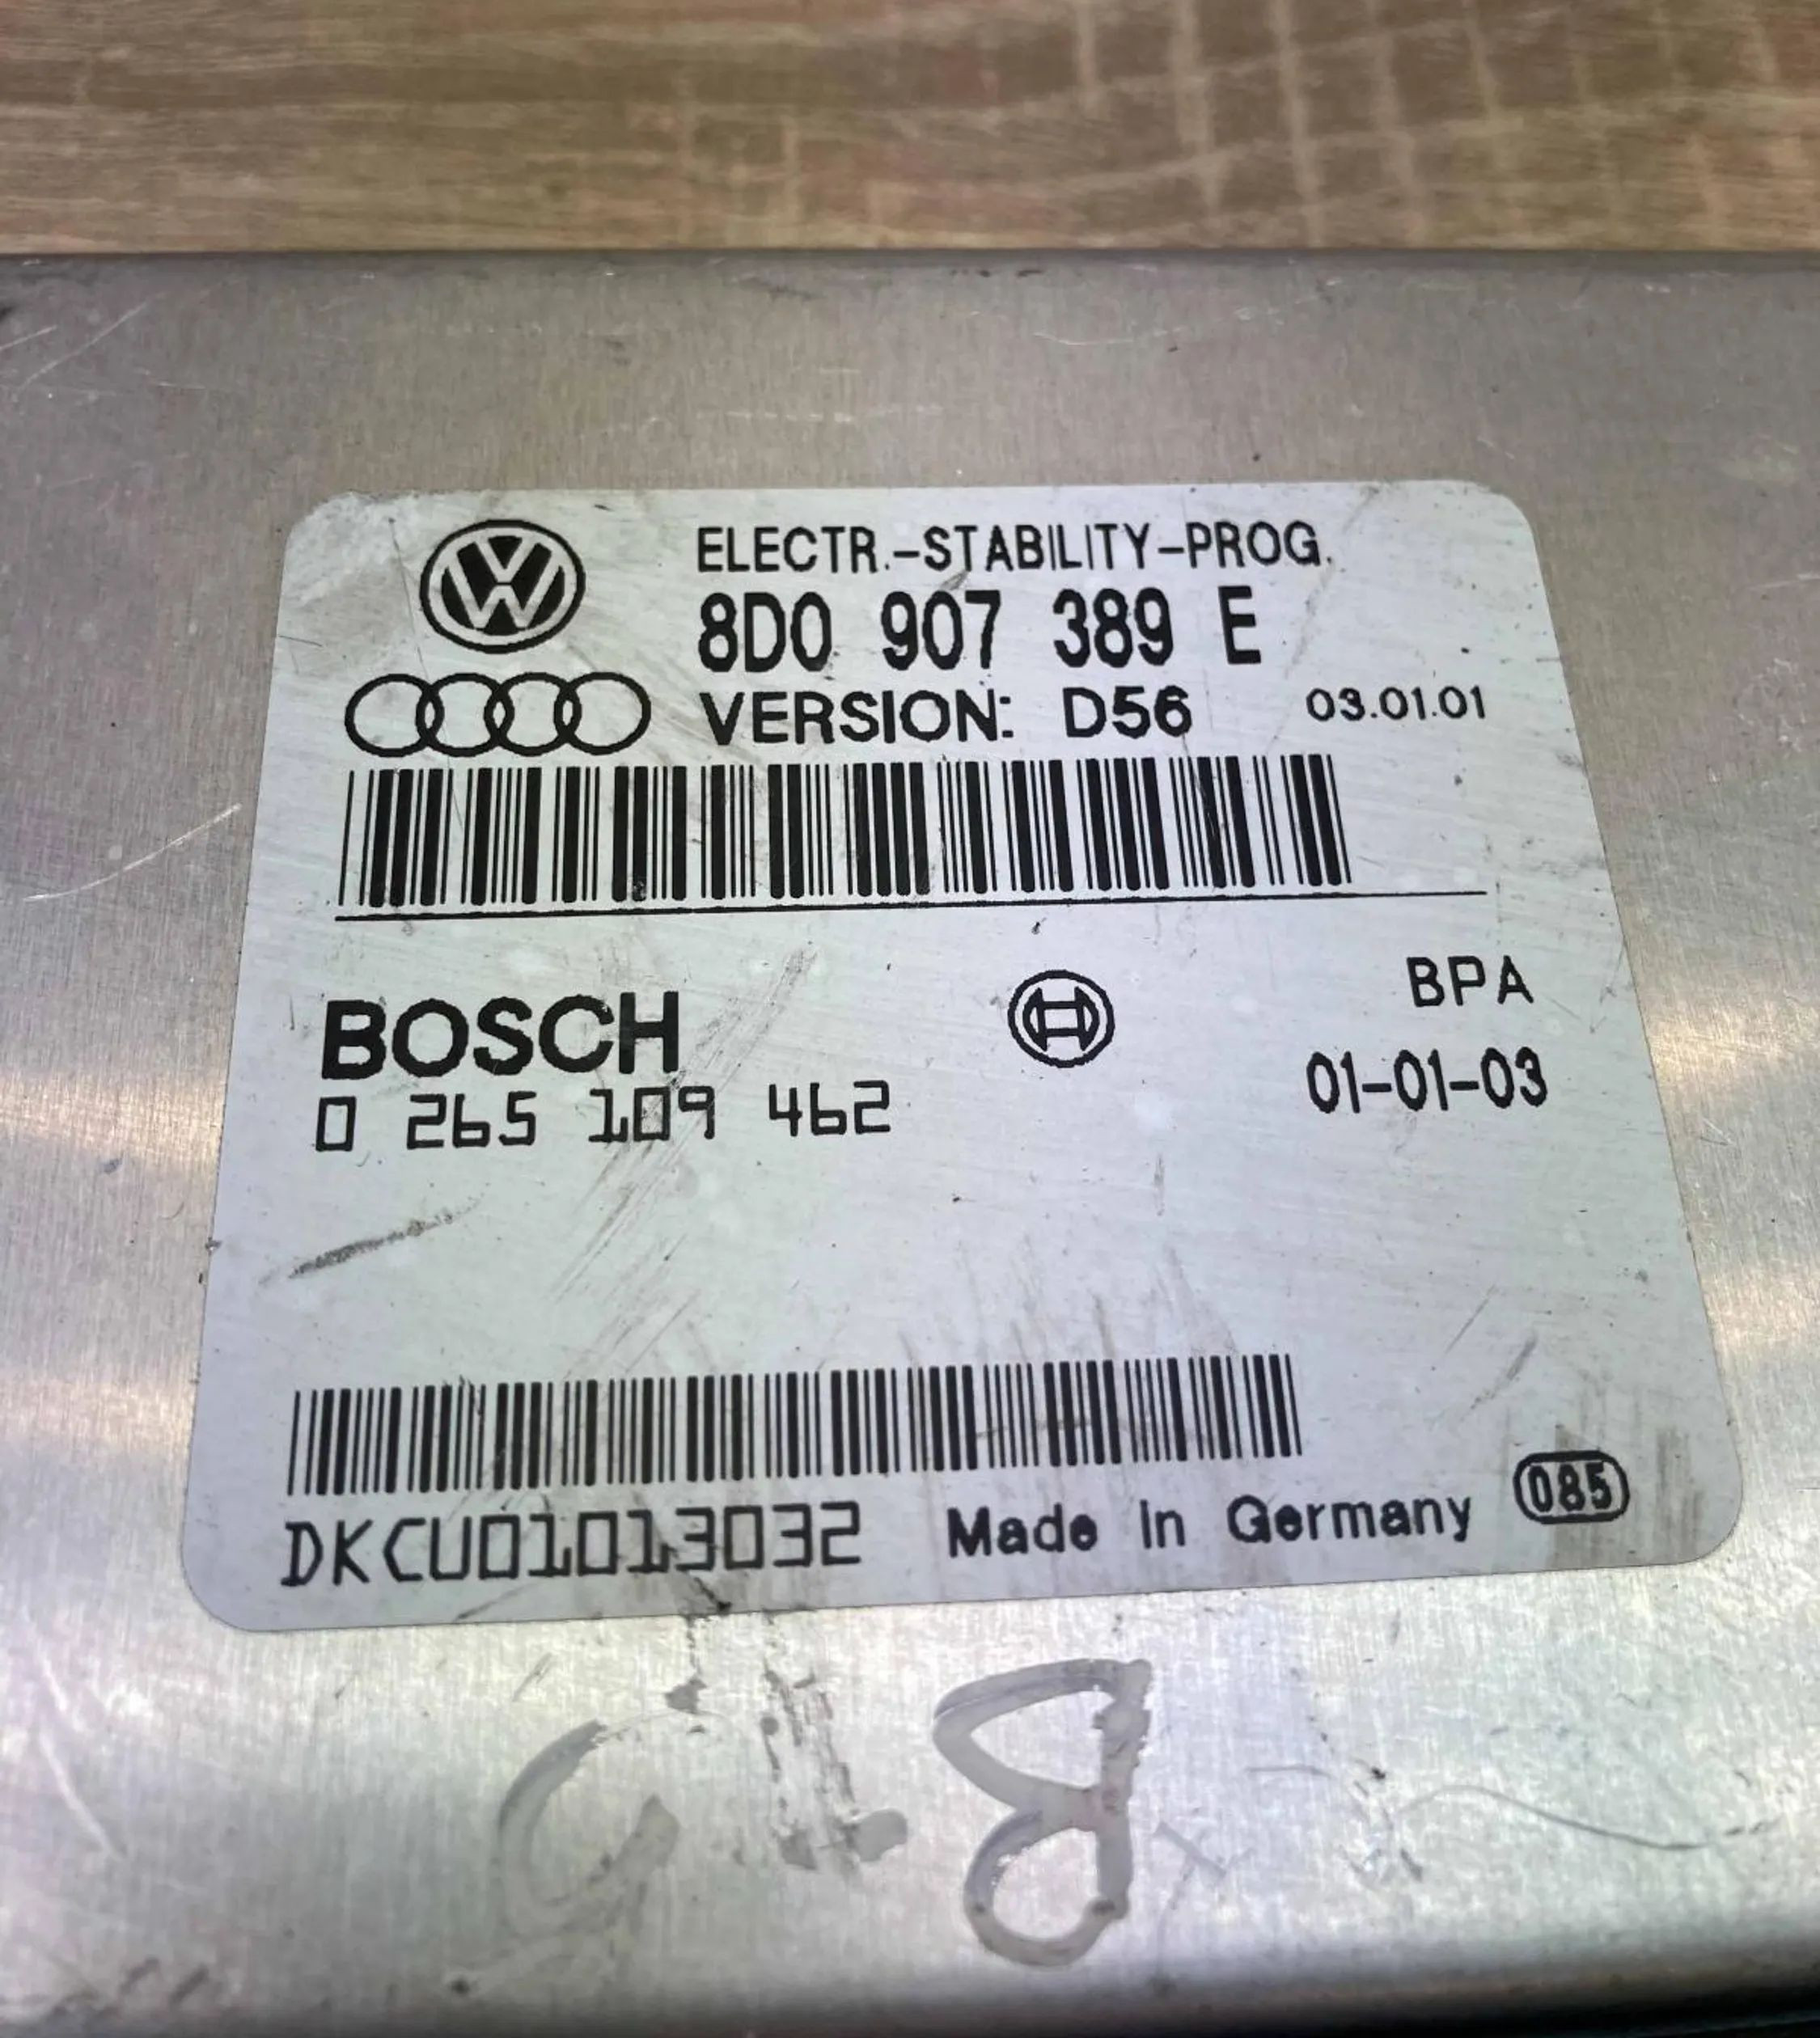 ELECTR.-STABILITY-PROG.
8D0 907 389 E
VERSION: D56 03.01.01
BOSCH BPA
0 265 109 462 01-01-03
DKCU01013032 Made in Germany 085
8